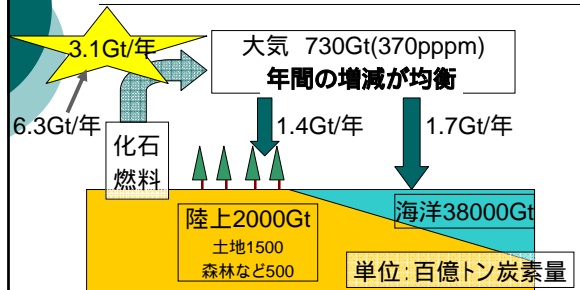 3.1Gt/年
大気 730Gt(370pppm)
年間の増減が均衡
6.3Gt/年
1.4Gt/年
1.7Gt/年
化石
燃料
陸上2000Gt
土地1500
森林など500
海洋38000Gt
単位:百億トン炭素量